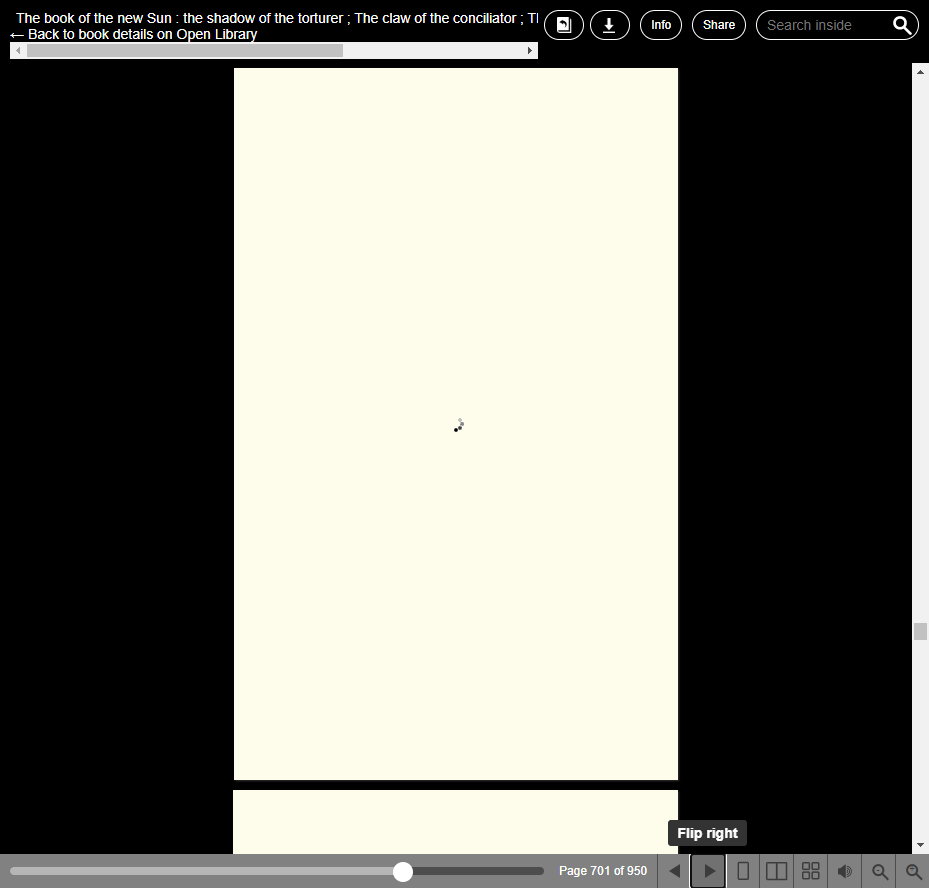 The book of the new Sun : the shadow of the torturer ; The claw of the conciliator ;
← Back to book details on Open Library
Info
Share
Search inside
Flip right
Page 701 of 950